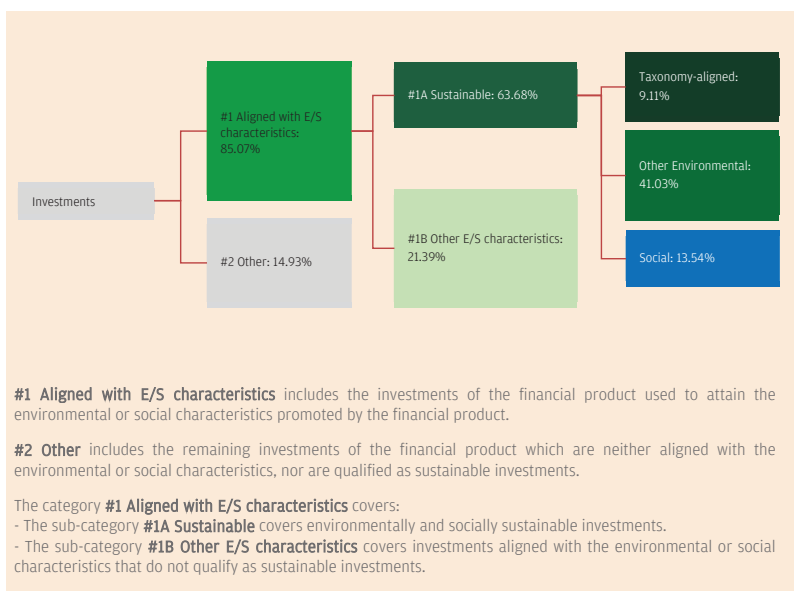 Investments
#1 Aligned with E/S
characteristics:
85.07%
#2 Other: 14.93%
#1A Sustainable: 63.68%
#1B Other E/S characteristics:
21.39%
Taxonomy-aligned:
9.11%
Other Environmental:
41.03%
Social: 13.54%
#1 Aligned with E/S characteristics includes the investments of the financial product used to attain the
environmental or social characteristics promoted by the financial product.
#2 Other includes the remaining investments of the financial product which are neither aligned with the
environmental or social characteristics, nor are qualified as sustainable investments.
The category #1 Aligned with E/S characteristics covers:
- The sub-category #1A Sustainable covers environmentally and socially sustainable investments.
- The sub-category #1B Other E/S characteristics covers investments aligned with the environmental or social
characteristics that do not qualify as sustainable investments.